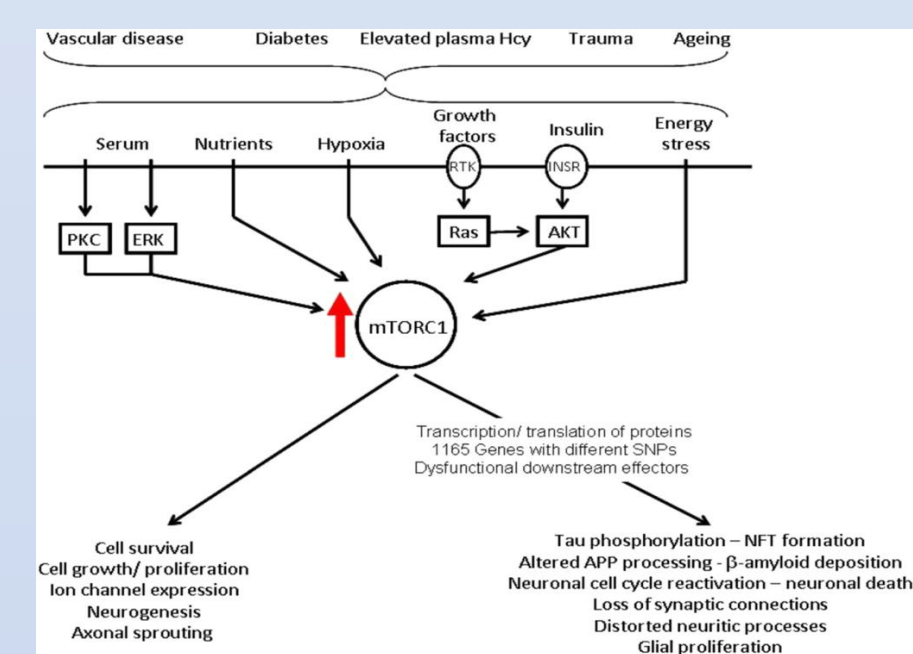 Vascular disease Diabetes Elevated plasma Hcy Trauma Ageing
Serum Nutrients Hypoxia Growth factors Insulin Energy stress
RTK INSR
PKC ERK Ras AKT
mTORC1
Transcription/ translation of proteins
1165 Genes with different SNPs
Dysfunctional downstream effectors
Cell survival
Cell growth/ proliferation
Ion channel expression
Neurogenesis
Axonal sprouting
Tau phosphorylation – NFT formation
Altered APP processing - β-amyloid deposition
Neuronal cell cycle reactivation – neuronal death
Loss of synaptic connections
Distorted neuritic processes
Glial proliferation